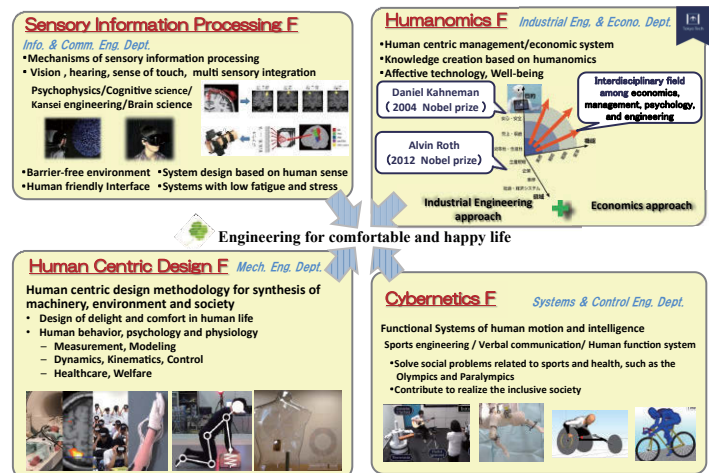 Sensory Information Processing F
Info. & Comm. Eng. Dept.
•Mechanisms of sensory information processing
• Vision , hearing, sense of touch, multi sensory integration
Psychophysics/Cognitive science/
Kansei engineering/Brain science
•Barrier-free environment •System design based on human sense
•Human friendly Interface •Systems with low fatigue and stress
Humanomics F Industrial Eng. & Econo. Dept.
•Human centric management/economic system
•Knowledge creation based on humanomics
•Affective technology, Well-being
Daniel Kahneman
(2004 Nobel prize)
Alvin Roth
(2012 Nobel prize)
Interdisciplinary field
among economics,
management, psychology,
and engineering
Industrial Engineering
approach
Economics approach
Engineering for comfortable and happy life
Human Centric Design F Mech. Eng. Dept.
Human centric design methodology for synthesis of
machinery, environment and society
• Design of delight and comfort in human life
• Human behavior, psychology and physiology
– Measurement, Modeling
– Dynamics, Kinematics, Control
– Healthcare, Welfare
Cybernetics F Systems & Control Eng. Dept.
Functional Systems of human motion and intelligence
Sports engineering / Verbal communication/ Human function system
•Solve social problems related to sports and health, such as the
Olympics and Paralympics
•Contribute to realize the inclusive society